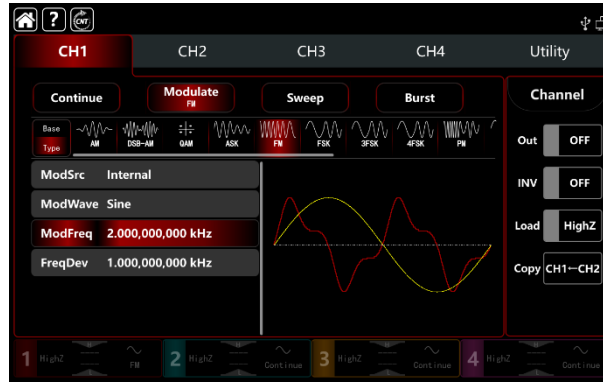 ? CNT
CH1 CH2 CH3 CH4 Utility
Continue Modulate FM Sweep Burst Channel
Base Type AM DSB-AM QAM ASK FM FSK 3FSK 4FSK PM
Out OFF
ModSrc Internal
INV OFF
ModWave Sine
Load HighZ
ModFreq 2.000,000,000 kHz
FreqDev 1.000,000,000 kHz
Copy CH1←CH2
1 HighZ FM 2 HighZ Continue 3 HighZ Continue 4 HighZ Continue